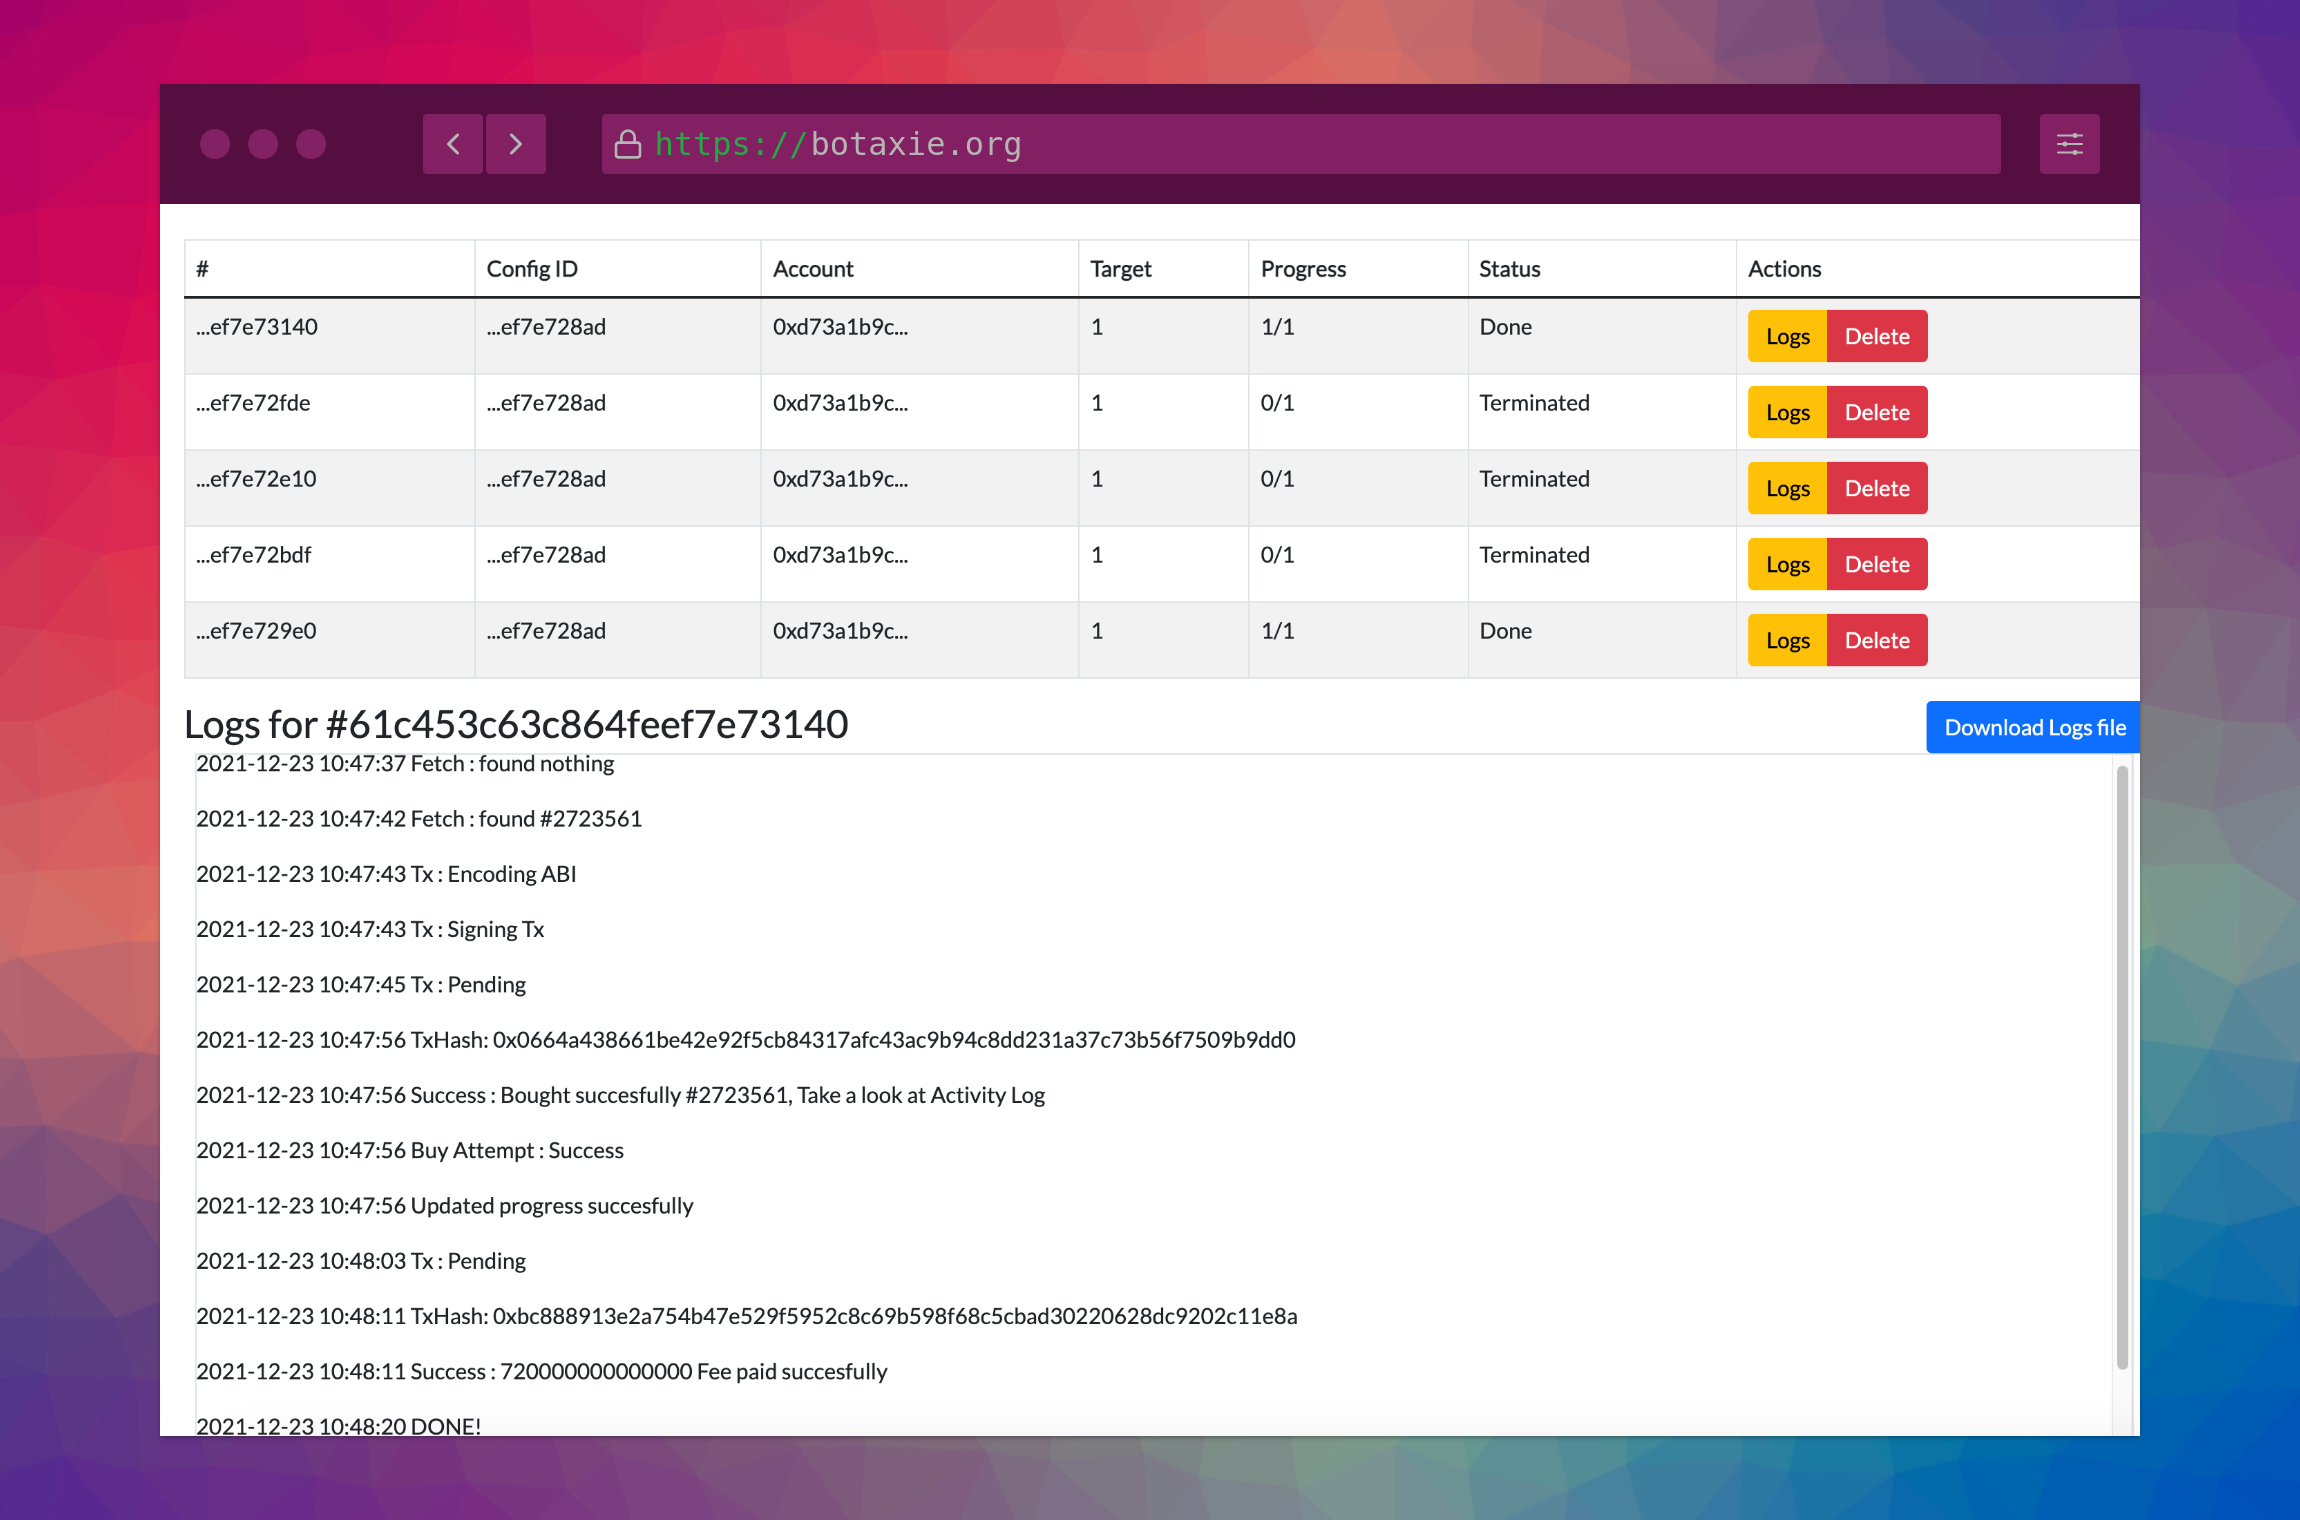 https://botaxie.org
# Config ID Account Target Progress Status Actions
...ef7e73140 ...ef7e728ad 0xd73a1b9c... 1 1/1 Done Logs Delete
...ef7e72fde ...ef7e728ad 0xd73a1b9c... 1 0/1 Terminated Logs Delete
...ef7e72e10 ...ef7e728ad 0xd73a1b9c... 1 0/1 Terminated Logs Delete
...ef7e72bdf ...ef7e728ad 0xd73a1b9c... 1 0/1 Terminated Logs Delete
...ef7e729e0 ...ef7e728ad 0xd73a1b9c... 1 1/1 Done Logs Delete
Logs for #61c453c63c864feef7e73140 Download Logs file
2021-12-23 10:47:37 Fetch : found nothing
2021-12-23 10:47:42 Fetch : found #2723561
2021-12-23 10:47:43 Tx : Encoding ABI
2021-12-23 10:47:43 Tx : Signing Tx
2021-12-23 10:47:45 Tx : Pending
2021-12-23 10:47:56 TxHash: 0x0664a438661be42e92f5cb84317afc43ac9b94c8dd231a37c73b56f7509b9dd0
2021-12-23 10:47:56 Success : Bought succesfully #2723561, Take a look at Activity Log
2021-12-23 10:47:56 Buy Attempt : Success
2021-12-23 10:47:56 Updated progress succesfully
2021-12-23 10:48:03 Tx : Pending
2021-12-23 10:48:11 TxHash: 0xbc888913e2a754b47e529f5952c8c69b598f68c5cbad30220628dc9202c11e8a
2021-12-23 10:48:11 Success : 720000000000000 Fee paid succesfully
2021-12-23 10:48:20 DONE!